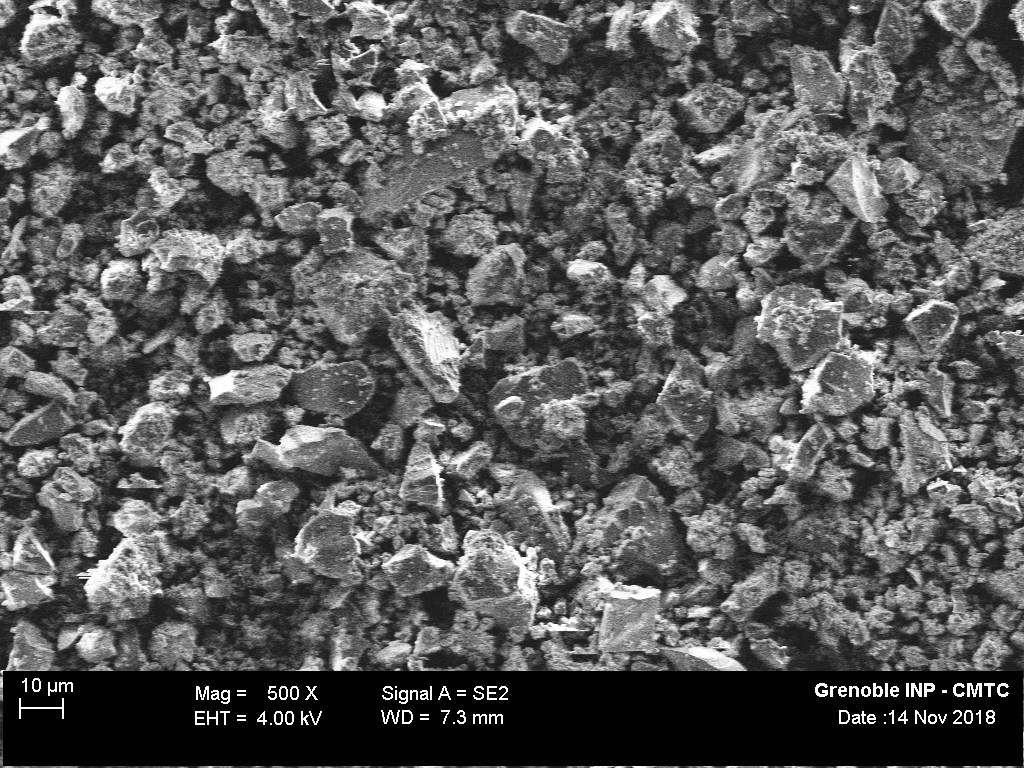 10 µm
Mag = 500 X
EHT = 4.00 kV
Signal A = SE2
WD = 7.3 mm
Grenoble INP - CMTC
Date :14 Nov 2018